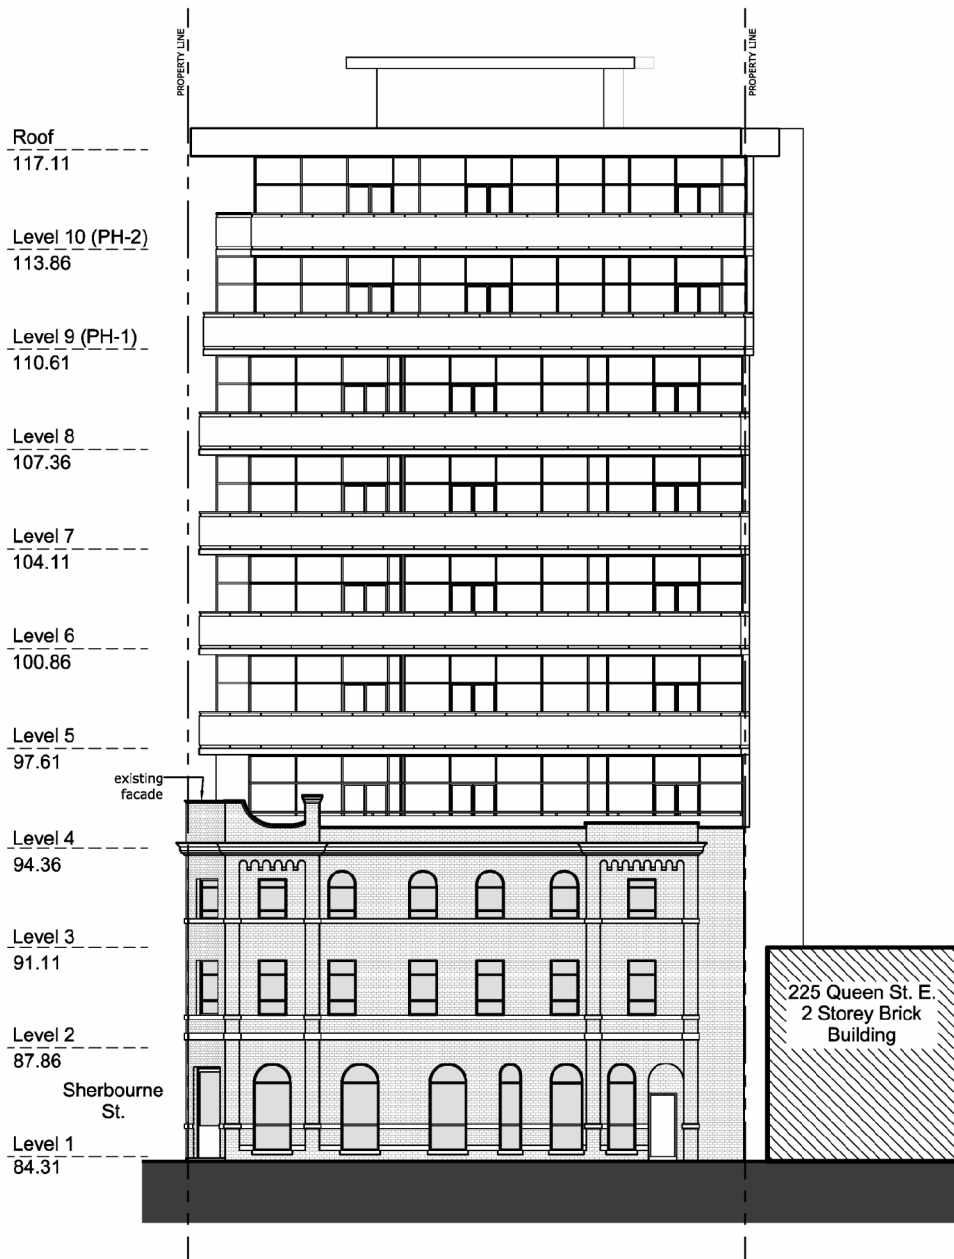 PROPERTY LINE
PROPERTY LINE
Roof
117.11
Level 10 (PH-2)
113.86
Level 9 (PH-1)
110.61
Level 8
107.36
Level 7
104.11
Level 6
100.86
Level 5
97.61
existing
facade
Level 4
94.36
Level 3
91.11
225 Queen St. E.
2 Storey Brick
Building
Level 2
87.86
Sherbourne
St.
Level 1
84.31